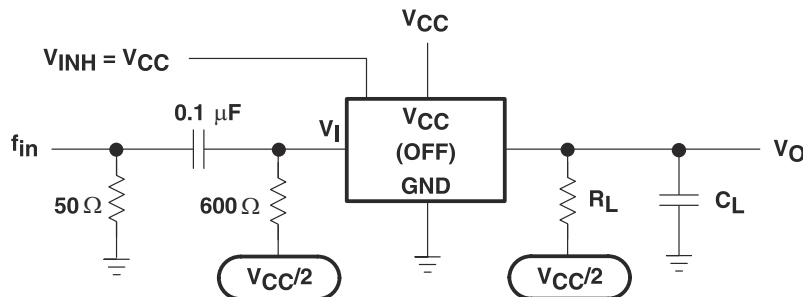 VCC
VINH = VCC
0.1 μF
fin
VI
VCC
(OFF)
GND
VO
50 Ω
600 Ω
RL
CL
VCC/2
VCC/2